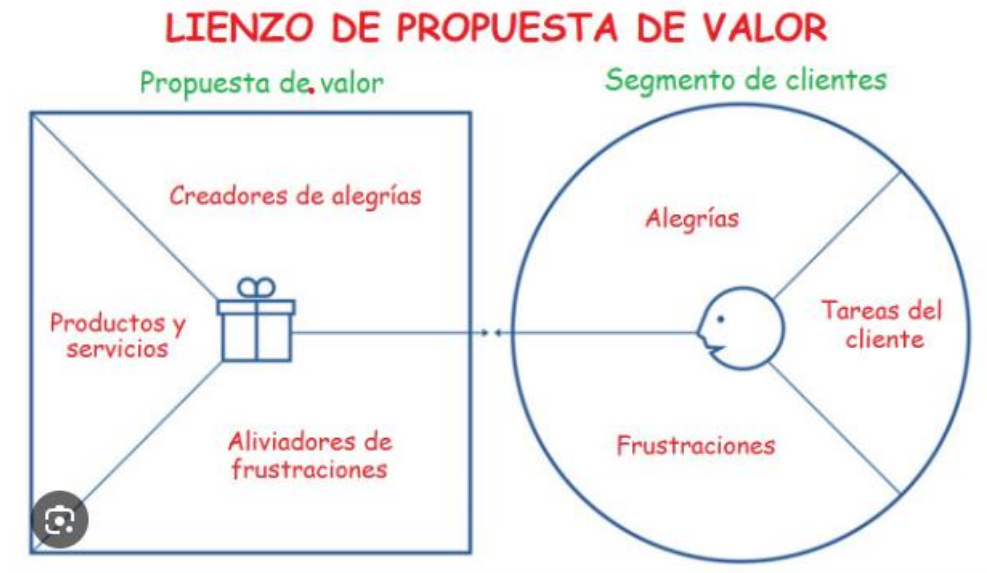 LIENZO DE PROPUESTA DE VALOR
Propuesta de valor
Segmento de clientes
Creadores de alegrías
Productos y
servicios
Aliviadores de
frustraciones
Alegrías
Tareas del
cliente
Frustraciones